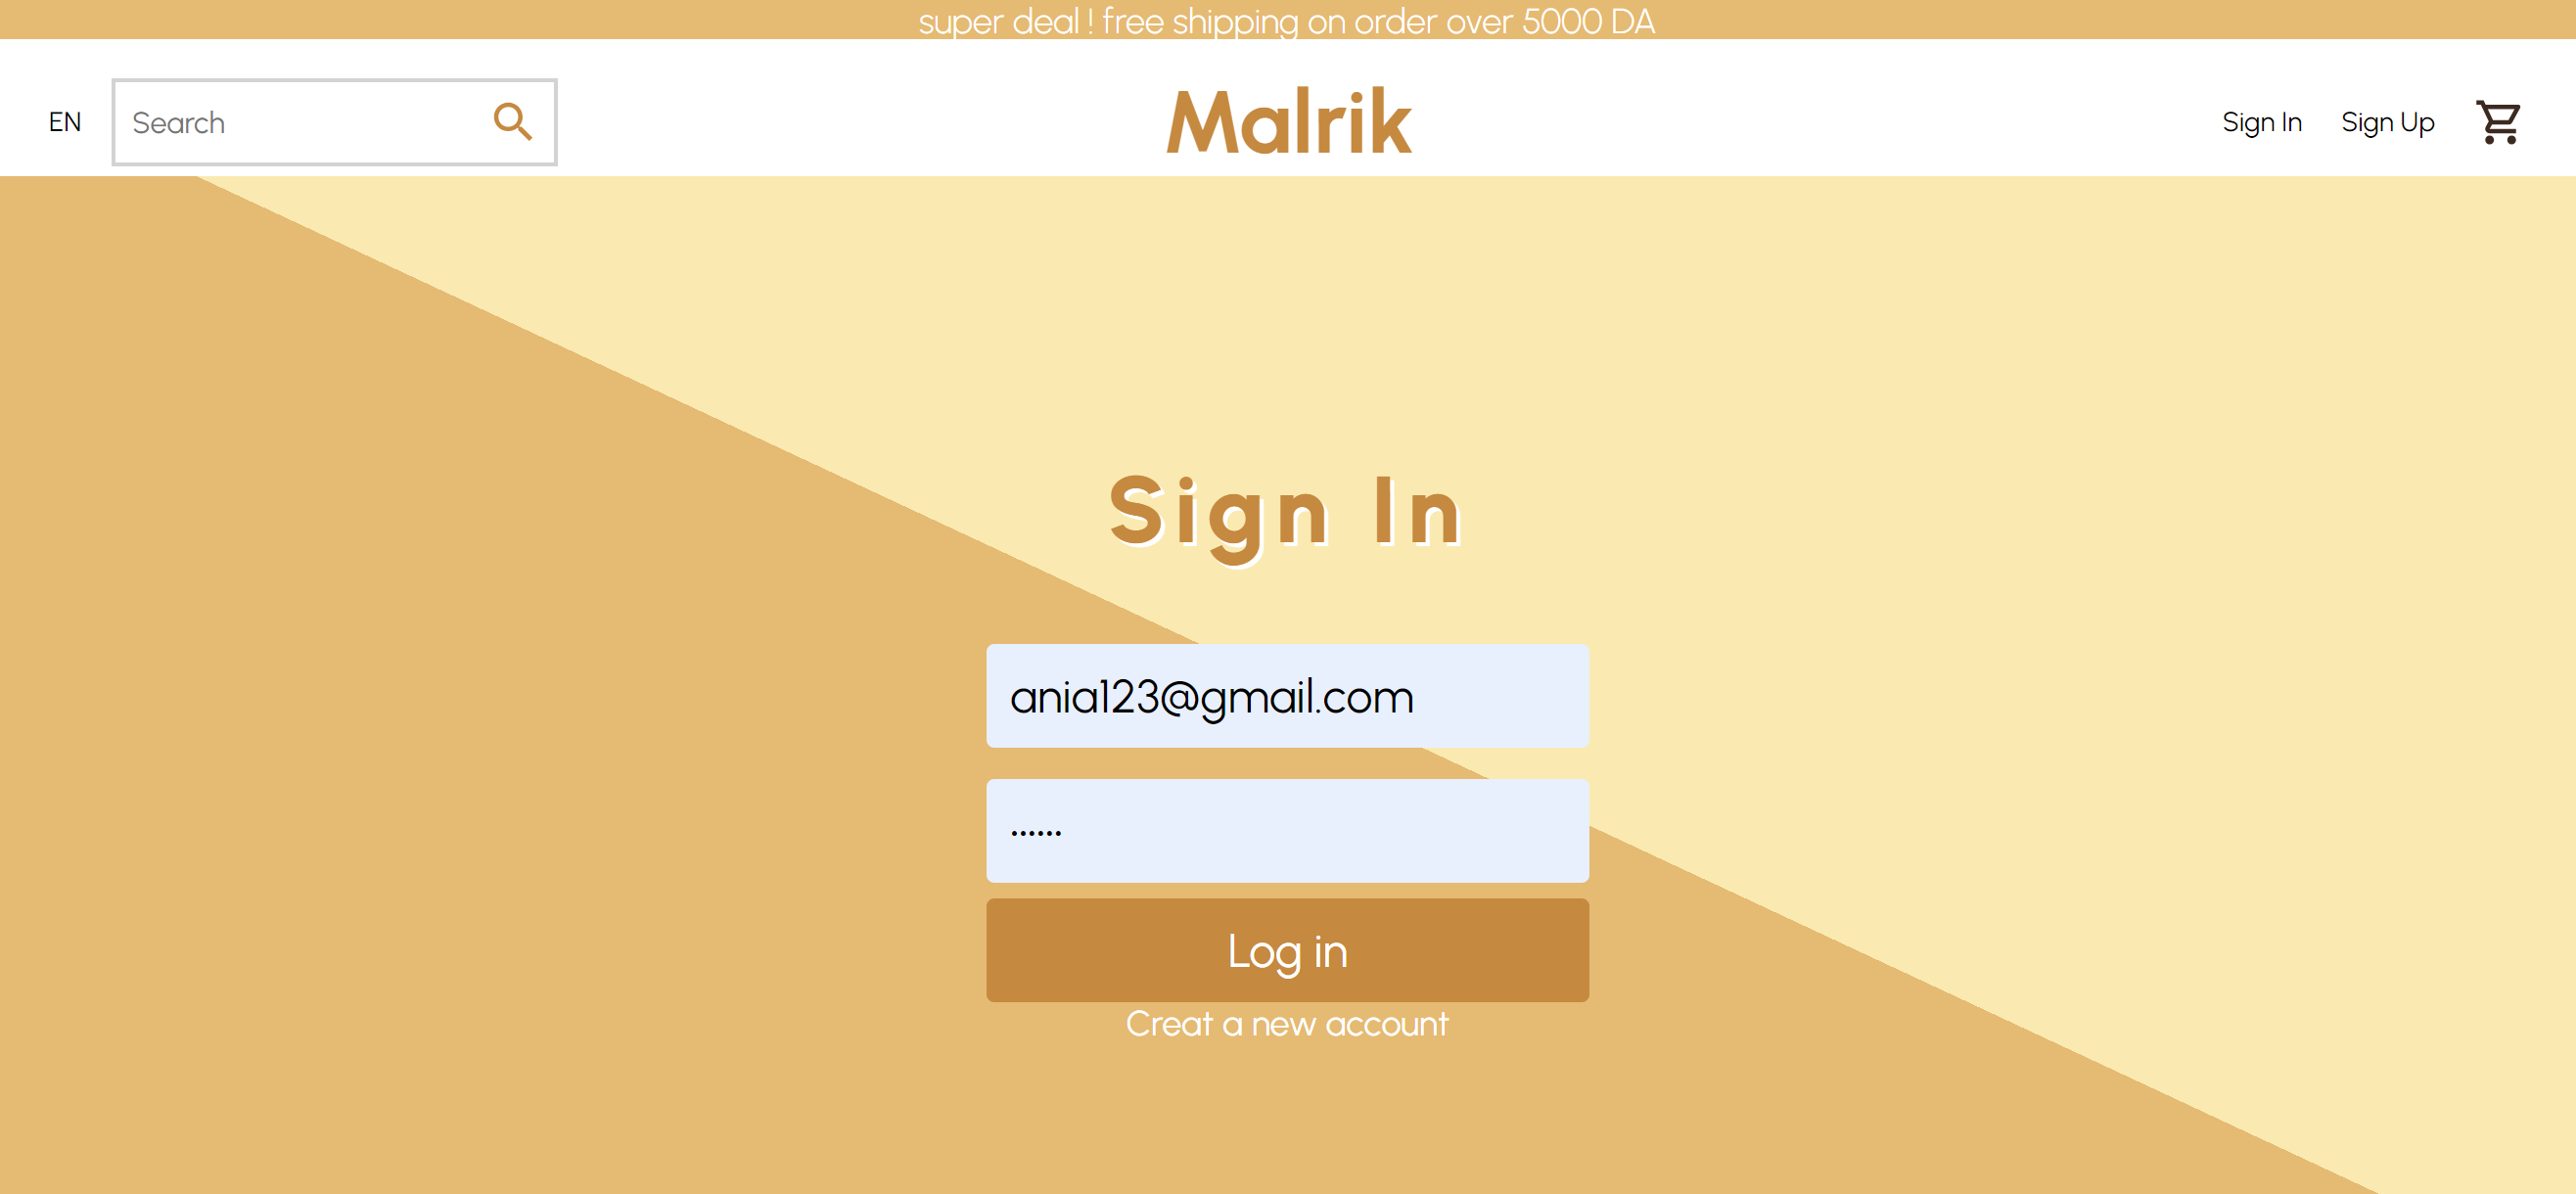 super deal ! free shipping on order over 5000 DA
EN
Search
Malrik
Sign In
Sign Up
Sign In
ania123@gmail.com
••••••
Log in
Creat a new account